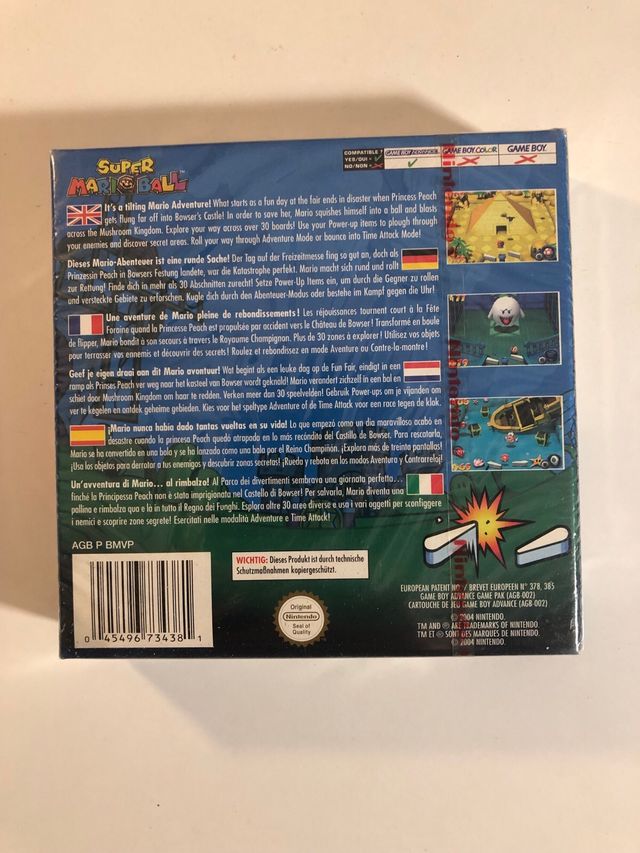 COMPATIBLE ?
YES/OUI =
NO/NON =
GAME BOY ADVANCE
GAME BOY COLOR
GAME BOY
SUPER
MARIO BALL™
It's a tilting Mario Adventure! What starts as a fun day at the fair ends in disaster when Princess Peach
gets flung far off into Bowser's Castle! In order to save her, Mario squishes himself into a ball and blasts
across the Mushroom Kingdom. Explore your way across over 30 boards! Use your Power-up items to plough through
your enemies and discover secret areas. Roll your way through Adventure Mode or bounce into Time Attack Mode!
Dieses Mario-Abenteuer ist eine runde Sache! Der Tag auf der Freizeitmesse fing so gut an, doch als
Prinzessin Peach in Bowsers Festung landete, war die Katastrophe perfekt. Mario macht sich rund und rollt
zur Rettung! Finde dich in mehr als 30 Abschnitten zurecht! Setze Power-Up Items ein, um durch die Gegner zu rollen
und versteckte Gebiete zu erforschen. Kugle dich durch den Abenteuer-Modus oder bestehe im Kampf gegen die Uhr!
Une aventure de Mario pleine de rebondissements! Les réjouissances tournent court à la Fête
Foraine quand la Princesse Peach est propulsée par accident vers le Château de Bowser! Transformé en boule
de flipper, Mario bondit à son secours à travers le Royaume Champignon. Plus de 30 zones à explorer! Utilisez vos objets
pour terrasser vos ennemis et découvrir des secrets! Roulez et rebondissez en mode Aventure ou Contre-la-montre!
Geef je eigen draai aan dit Mario avontuur! Wat begint als een leuke dag op de Fun Fair, eindigt in een
ramp als Prinses Peach ver weg naar het kasteel van Bowser wordt geknald! Mario verandert zichzelf in een bal en
schiet door Mushroom Kingdom om haar te redden. Verken meer dan 30 speelvelden! Gebruik Power-ups om je vijanden om
ver te kegelen en ontdek geheime gebieden. Kies voor het speltype Adventure of de Time Attack voor een race tegen de klok.
¡Mario nunca había dado tantas vueltas en su vida! Lo que empezó como un día maravilloso acabó en
desastre cuando la princesa Peach quedó atrapada en lo más recóndito del Castillo de Bowser. Para rescatarla,
Mario se ha convertido en una bola y se ha lanzado como una bala por el Reino Champiñón. ¡Explora más de treinta pantallas!
¡Usa los objetos para derrotar a tus enemigos y descubrir zonas secretas! ¡Rueda y rebota en los modos Aventura y Contrarreloj!
Un'avventura di Mario... al rimbalzo! Al Parco dei divertimenti sembrava una giornata perfetta...
finché la Principessa Peach non è stata imprigionata nel Castello di Bowser! Per salvarla, Mario diventa una
pallina e rimbalza qua e là in tutto il Regno dei Funghi. Esplora oltre 30 aree diverse e usa i vari oggetti per sconfiggere
i nemici e scoprire zone segrete! Esercitati nelle modalità Adventure e Time Attack!
AGB P BMVP
WICHTIG: Dieses Produkt ist durch technische
Schutzmaßnahmen kopiergeschützt.
0 45496 73438 1
Original
Nintendo
Seal of
Quality
EUROPEAN PATENT N° / BREVET EUROPEEN N° 378, 385
GAME BOY ADVANCE GAME PAK (AGB-002)
CARTOUCHE DE JEU GAME BOY ADVANCE (AGB-002)
© 2004 NINTENDO
TM AND ® ARE TRADEMARKS OF NINTENDO.
TM ET ® SONT DES MARQUES DE NINTENDO.
© 2004 NINTENDO.